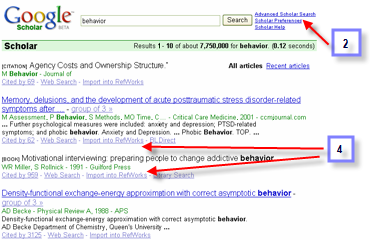 Google
Scholar BETA
behavior
Search
Advanced Scholar Search
Scholar Preferences
Scholar Help
2
Scholar
Results 1 - 10 of about 7,750,000 for behavior. (0.12 seconds)
[CITATION] Agency Costs and Ownership Structure."
All articles Recent articles
M Behavior - Journal of
Cited by 69 - Web Search - Import into RefWorks
Memory, delusions, and the development of acute posttraumatic stress disorder-related
symptoms after ... - group of 3 »
M Assessment, P Behavior, S Methods, MO Time, C... - Critical Care Medicine, 2001 - ccmjournal.com
... Further psychological measures were included: assessment of anxiety and depression; PTSD-related
symptoms; and phobic behavior. Anxiety and Depression. ... Phobic Behavior. TOP. ...
Cited by 62 - Web Search - Import into RefWorks - BL Direct
4
[BOOK] Motivational interviewing: preparing people to change addictive behavior
WR Miller, S Rollnick - 1991 - Guilford Press
Cited by 969 - Web Search - Import into RefWorks - Library Search
Density-functional exchange-energy approximation with correct asymptotic behavior -
group of 3 »
AD Becke - Physical Review A, 1988 - APS
Density-functional exchange-energy approximation with correct asymptotic behavior.
AD Becke Department of Chemistry, Queen's University ...
Cited by 3125 - Web Search - Import into RefWorks